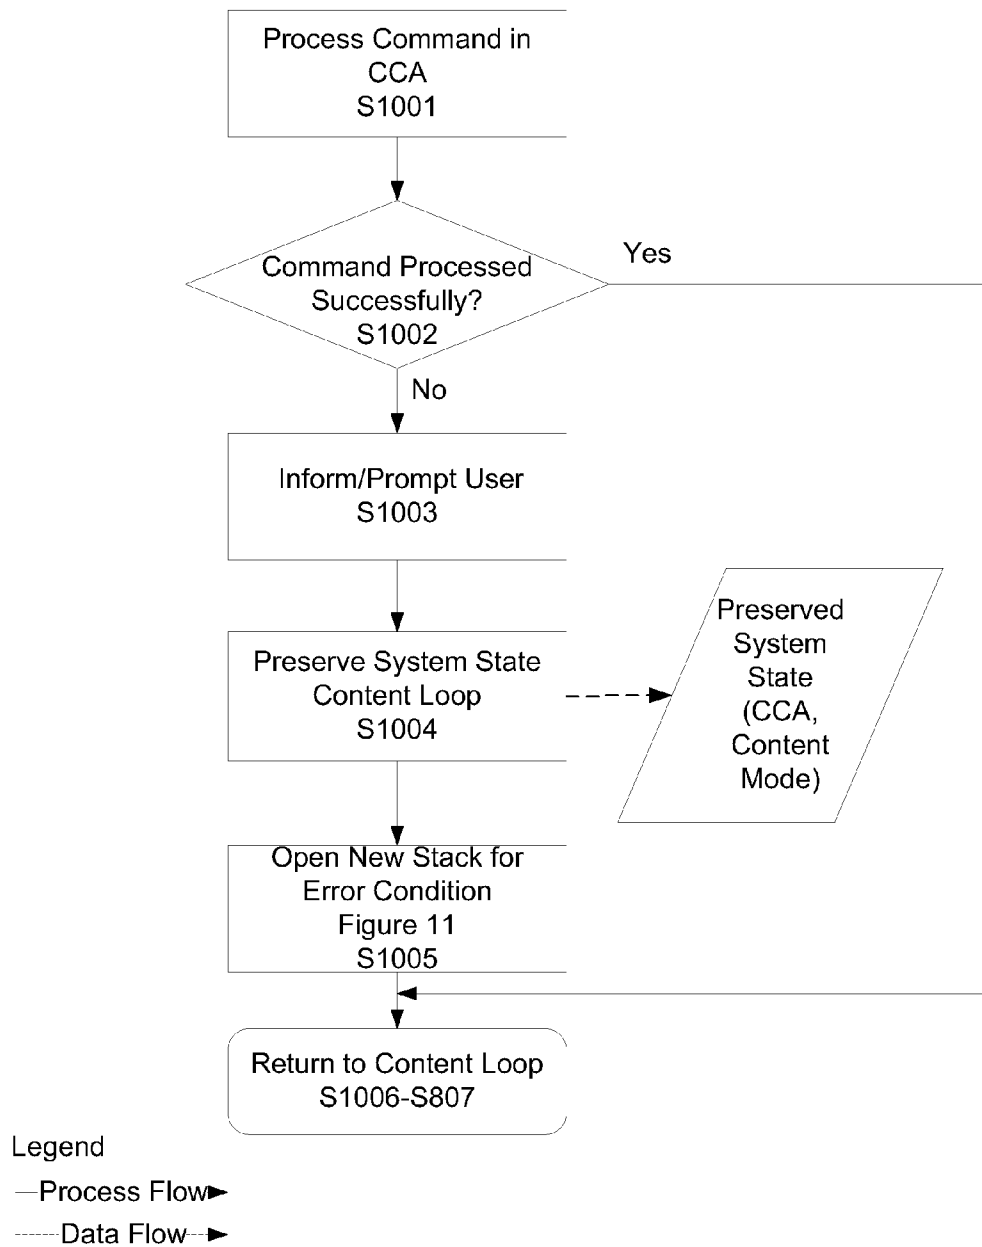 Process Command in
CCA
S1001
Command Processed
Successfully?
S1002
Yes
No
Inform/Prompt User
S1003
Preserve System State
Content Loop
S1004
Preserved
System
State
(CCA,
Content
Mode)
Open New Stack for
Error Condition
Figure 11
S1005
Return to Content Loop
S1006-S807
Legend
Process Flow
Data Flow